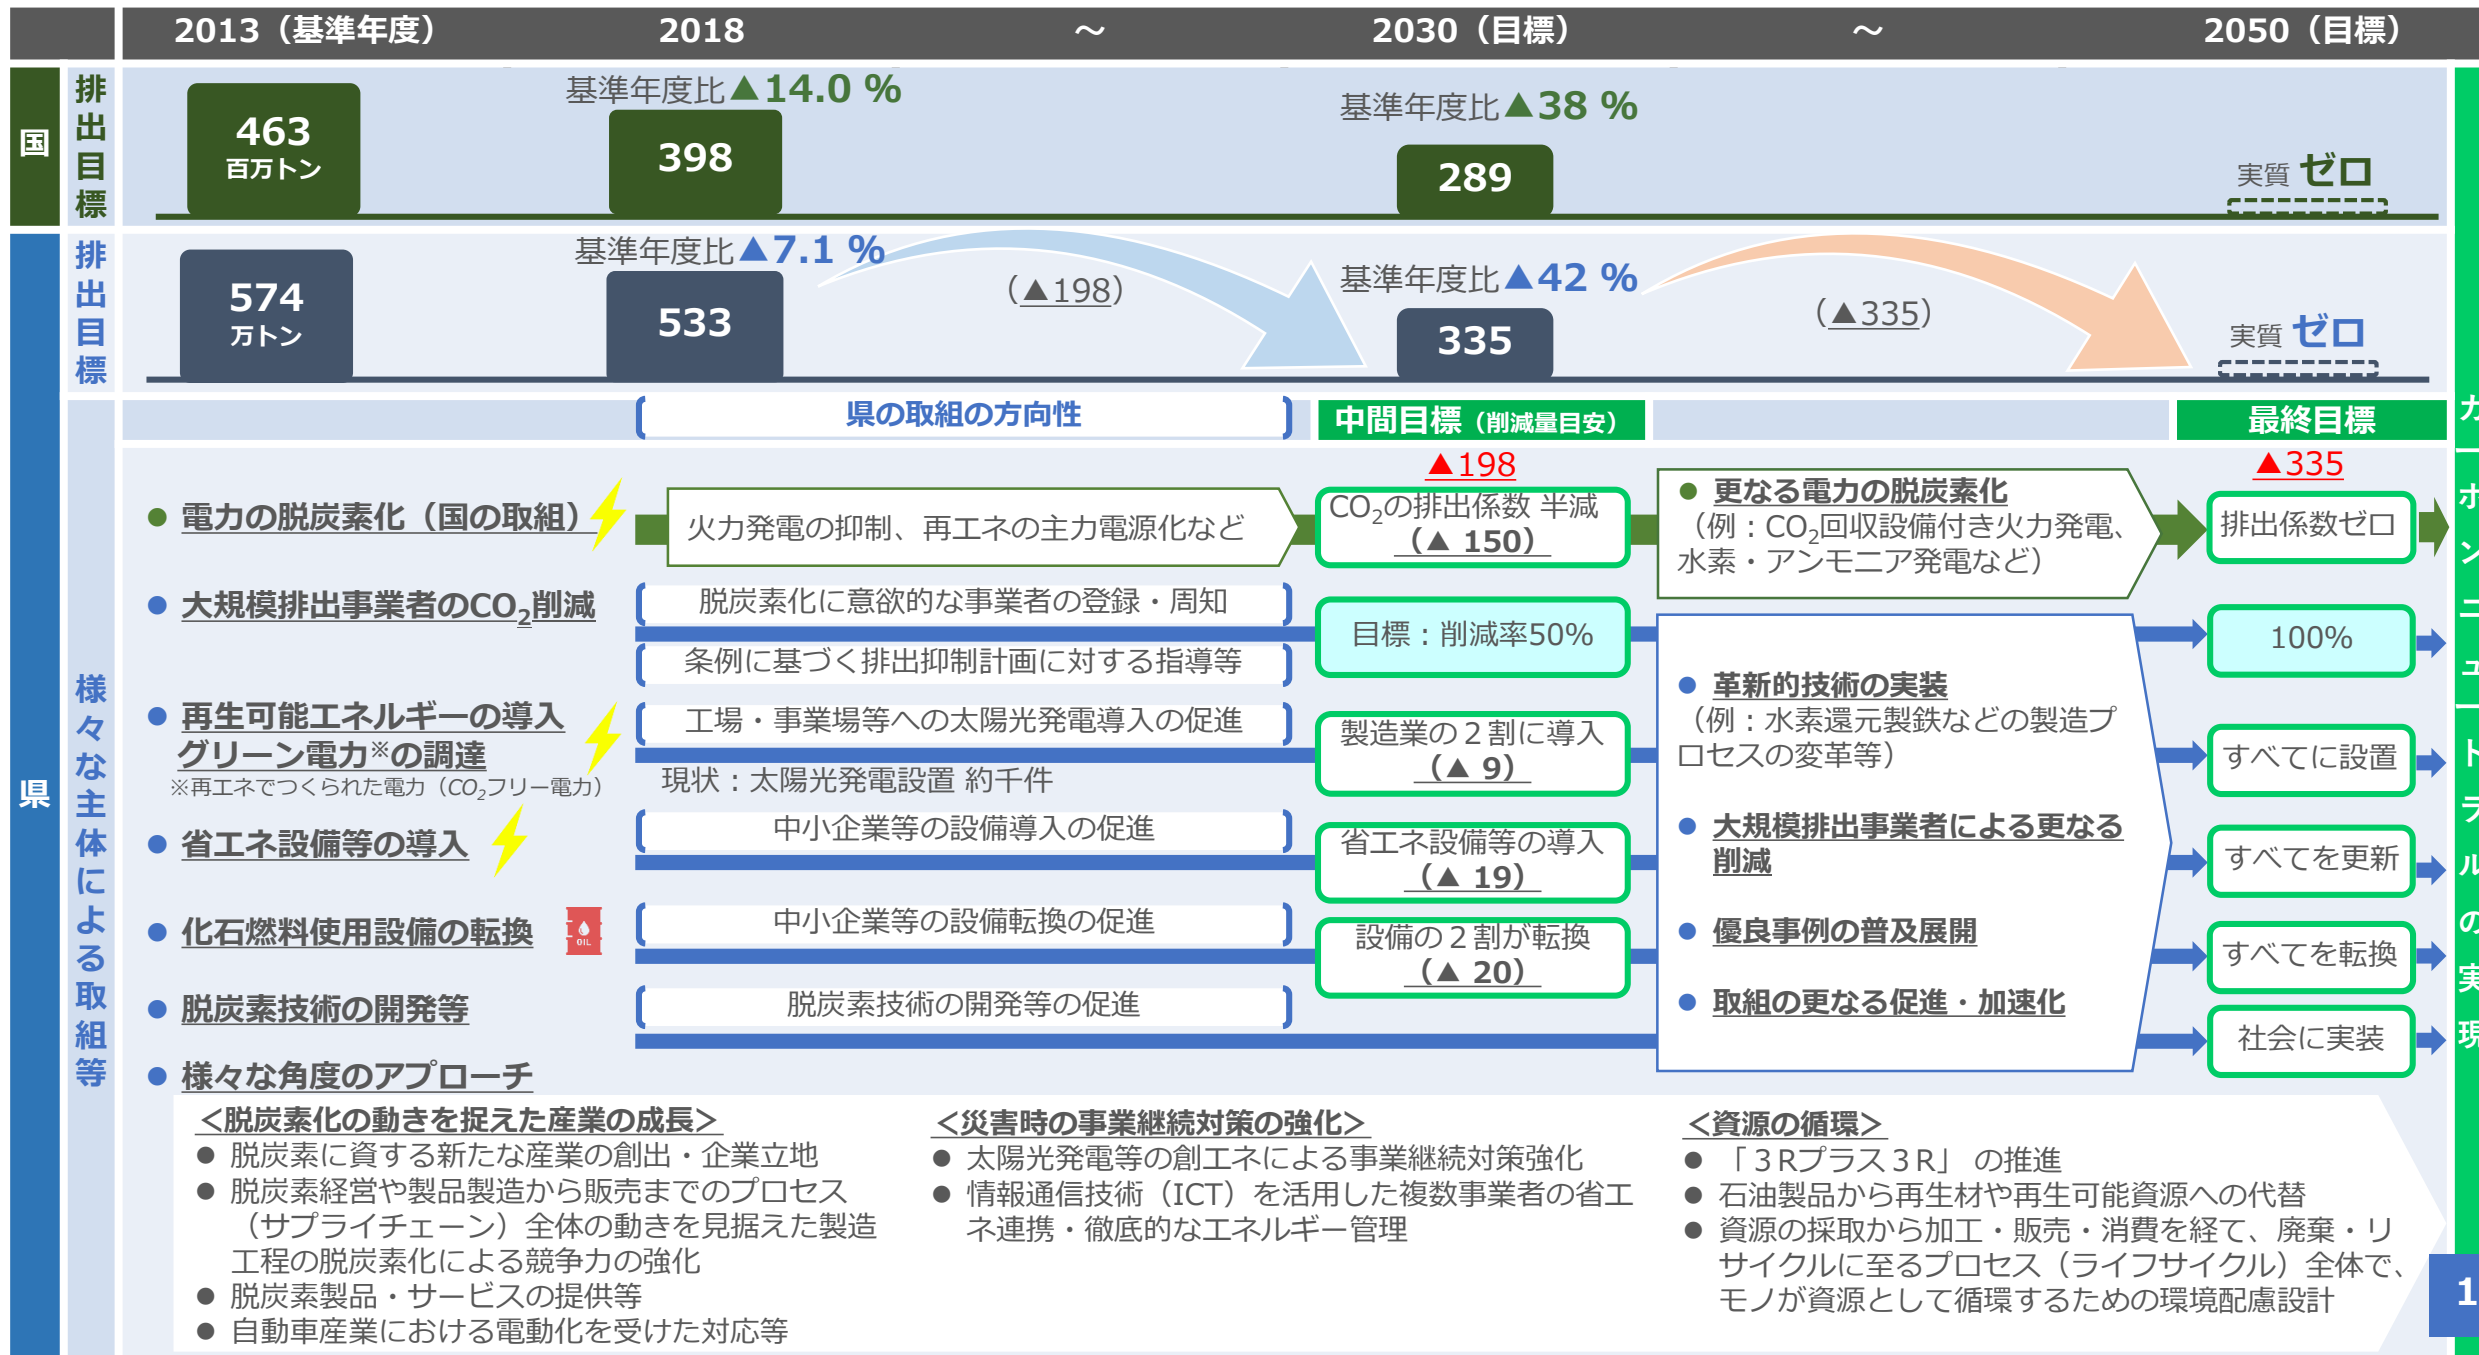 2013（基準年度）　2018　～　2030（目標）　～　2050（目標）
国
排出目標
463
百万トン
基準年度比▲14.0 %
398
基準年度比▲38 %
289
実質 ゼロ
県
排出目標
574
万トン
基準年度比▲7.1 %
533
（▲198）
基準年度比▲42 %
335
（▲335）
実質 ゼロ
様々な主体による取組等
県の取組の方向性
中間目標（削減量目安）
最終目標
▲198
▲335
● 電力の脱炭素化（国の取組）
火力発電の抑制、再エネの主力電源化など
CO2の排出係数 半減
（▲ 150）
● 更なる電力の脱炭素化
（例：CO2回収設備付き火力発電、
水素・アンモニア発電など）
排出係数ゼロ
● 大規模排出事業者のCO2削減
脱炭素化に意欲的な事業者の登録・周知
条例に基づく排出抑制計画に対する指導等
目標：削減率50%
100%
● 再生可能エネルギーの導入
グリーン電力※の調達
※再エネでつくられた電力（CO2フリー電力）
工場・事業場等への太陽光発電導入の促進
現状：太陽光発電設置 約千件
製造業の２割に導入
（▲ 9）
すべてに設置
● 省エネ設備等の導入
中小企業等の設備導入の促進
省エネ設備等の導入
（▲ 19）
すべてを更新
● 化石燃料使用設備の転換
OIL
中小企業等の設備転換の促進
設備の２割が転換
（▲ 20）
すべてを転換
● 脱炭素技術の開発等
脱炭素技術の開発等の促進
社会に実装
● 革新的技術の実装
（例：水素還元製鉄などの製造プ
ロセスの変革等）
● 大規模排出事業者による更なる
削減
● 優良事例の普及展開
● 取組の更なる促進・加速化
● 様々な角度のアプローチ
＜脱炭素化の動きを捉えた産業の成長＞
● 脱炭素に資する新たな産業の創出・企業立地
● 脱炭素経営や製品製造から販売までのプロセス
（サプライチェーン）全体の動きを見据えた製造
工程の脱炭素化による競争力の強化
● 脱炭素製品・サービスの提供等
● 自動車産業における電動化を受けた対応等
＜災害時の事業継続対策の強化＞
● 太陽光発電等の創エネによる事業継続対策強化
● 情報通信技術（ICT）を活用した複数事業者の省エ
ネ連携・徹底的なエネルギー管理
＜資源の循環＞
● 「３Rプラス３R」 の推進
● 石油製品から再生材や再生可能資源への代替
● 資源の採取から加工・販売・消費を経て、廃棄・リ
サイクルに至るプロセス（ライフサイクル）全体で、
モノが資源として循環するための環境配慮設計
カーボンニュートラルの実現
1